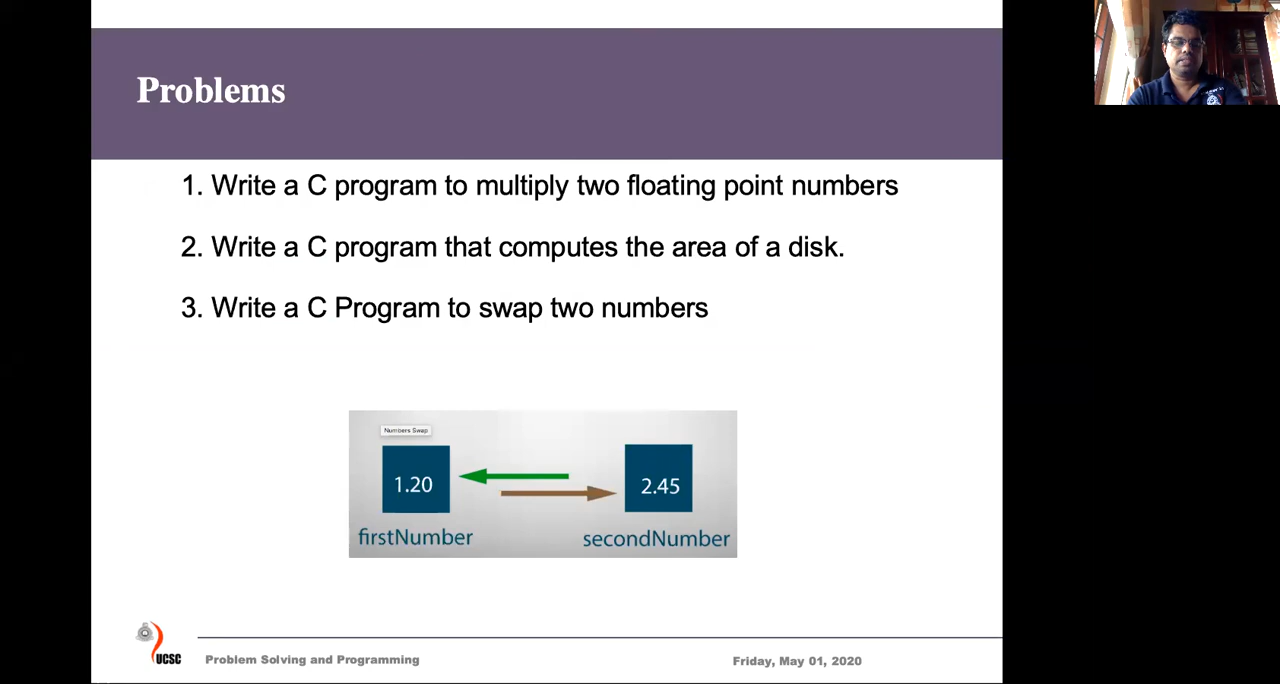 Problems
1. Write a C program to multiply two floating point numbers
2. Write a C program that computes the area of a disk.
3. Write a C Program to swap two numbers
Numbers Swap
1.20
2.45
firstNumber
secondNumber
UCSC
Problem Solving and Programming
Friday, May 01, 2020